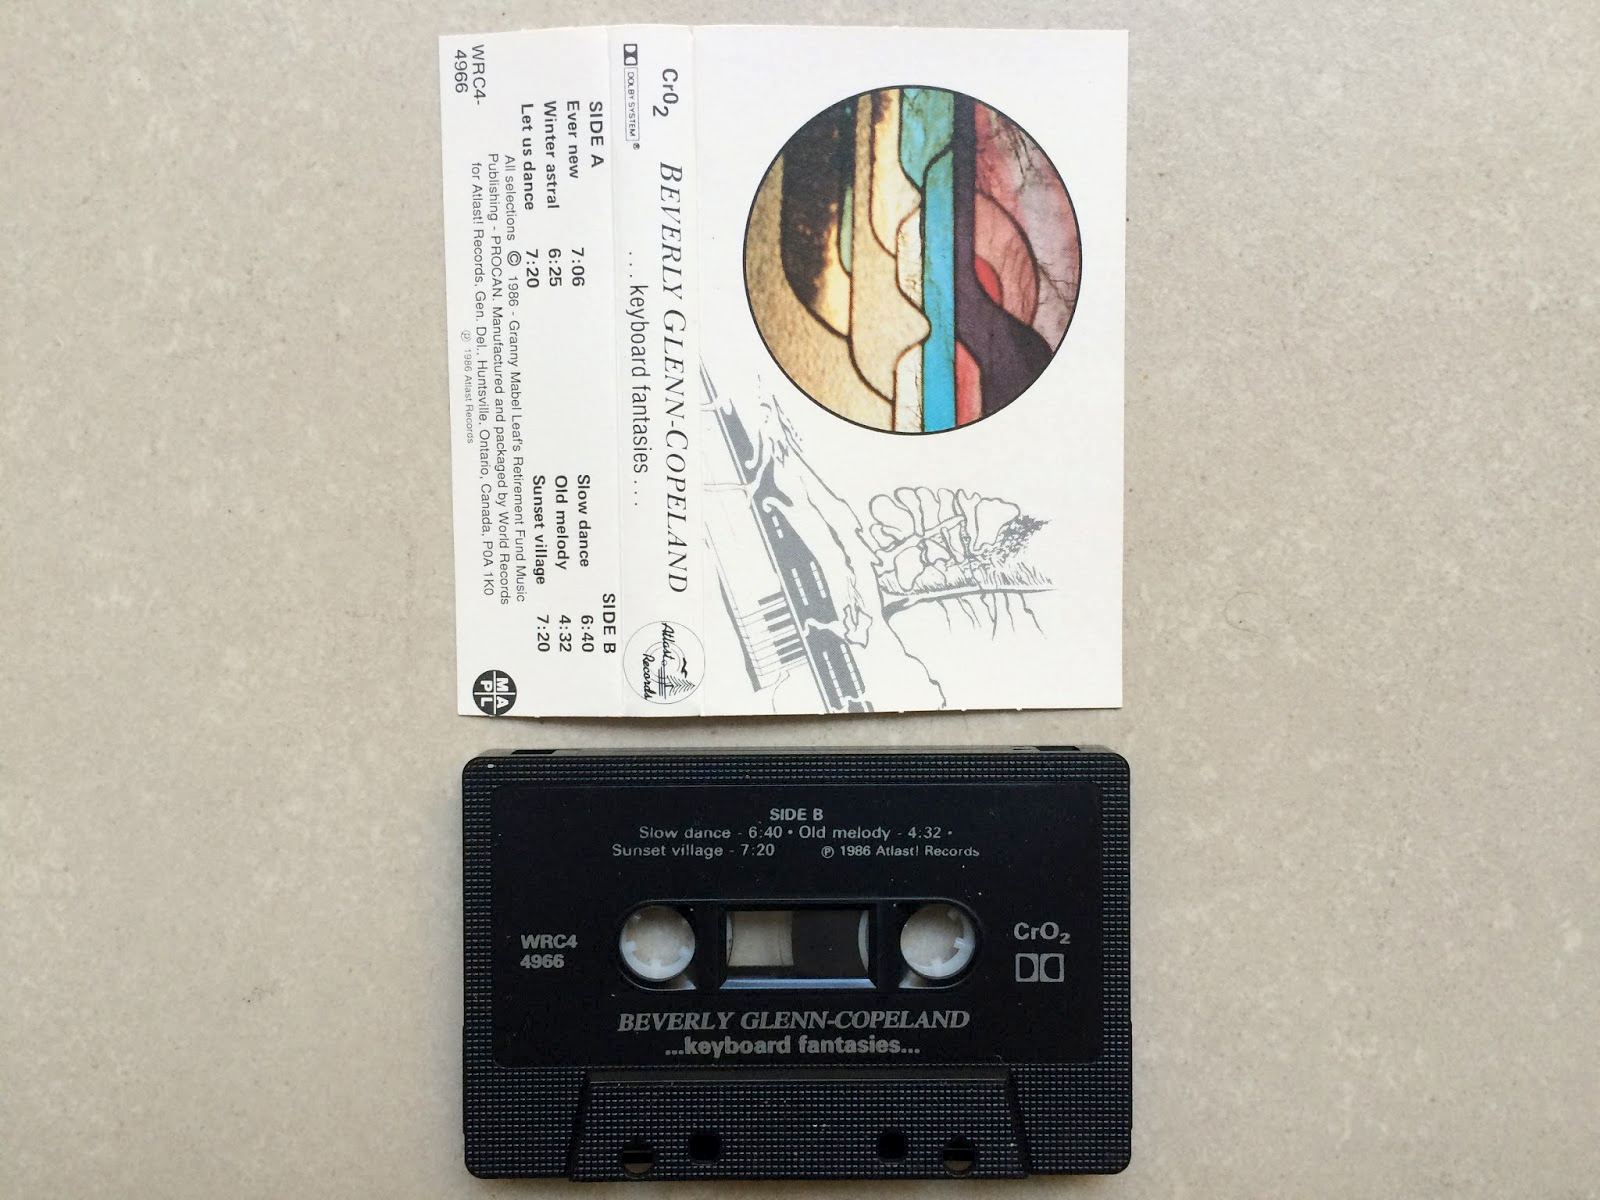 CrO2
DOLBY SYSTEM ®
BEVERLY GLENN-COPELAND
. . . keyboard fantasies . . .
Atlast Records
SIDE A
Ever new 7:06
Winter astral 6:25
Let us dance 7:20
SIDE B
Slow dance 6:40
Old melody 4:32
Sunset village 7:20
All selections © 1986 - Granny Mabel Leaf's Retirement Fund Music
Publishing - PROCAN. Manufactured and packaged by World Records
for Atlast! Records, Gen. Del., Huntsville, Ontario, Canada, P0A 1K0
℗ 1986 Atlast Records
WRC4-
4966
MAPL
SIDE B
Slow dance - 6:40 • Old melody - 4:32 •
Sunset village - 7:20 ℗ 1986 Atlast! Records
WRC4
4966
CrO2
BEVERLY GLENN-COPELAND
...keyboard fantasies...